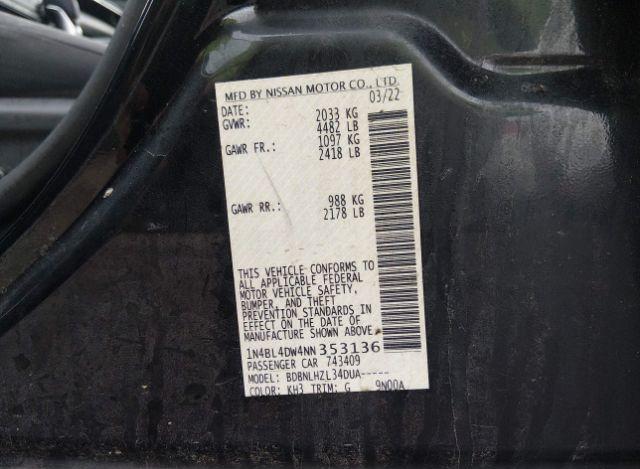 MFD BY NISSAN MOTOR CO., LTD.
DATE: 03/22
GVWR: 2033 KG
4482 LB
GAWR FR.: 1097 KG
2418 LB
GAWR RR.: 988 KG
2178 LB
THIS VEHICLE CONFORMS TO
ALL APPLICABLE FEDERAL
MOTOR VEHICLE SAFETY,
BUMPER, AND THEFT
PREVENTION STANDARDS IN
EFFECT ON THE DATE OF
MANUFACTURE SHOWN ABOVE.
1N4BL4DW4NN353136
PASSENGER CAR 743409
MODEL: BDBNLHZL34DUA-----
COLOR: KH3 TRIM: G 9N00A